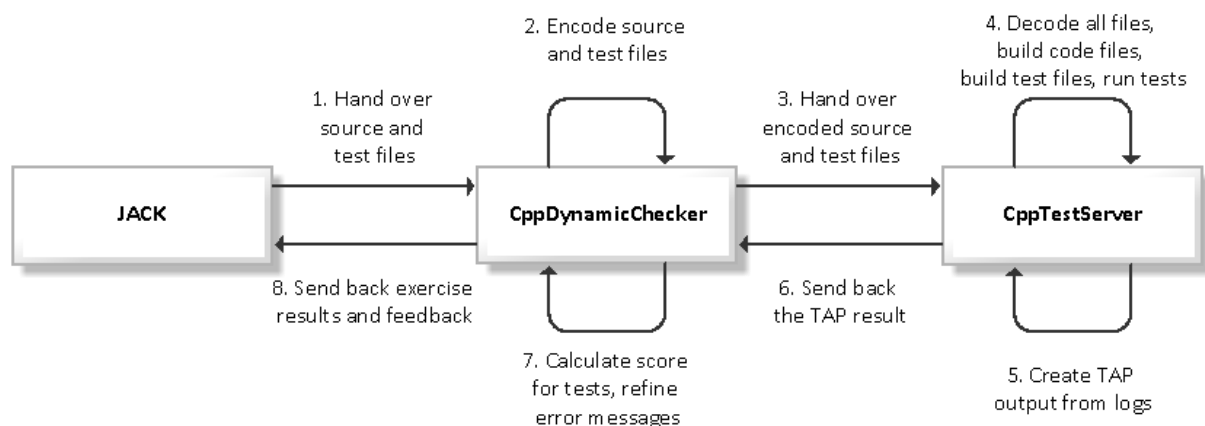 2. Encode source
and test files
4. Decode all files,
build code files,
build test files, run tests
1. Hand over
source and
test files
3. Hand over
encoded source
and test files
JACK
CppDynamicChecker
CppTestServer
8. Send back exercise
results and feedback
6. Send back
the TAP result
7. Calculate score
for tests, refine
error messages
5. Create TAP
output from logs